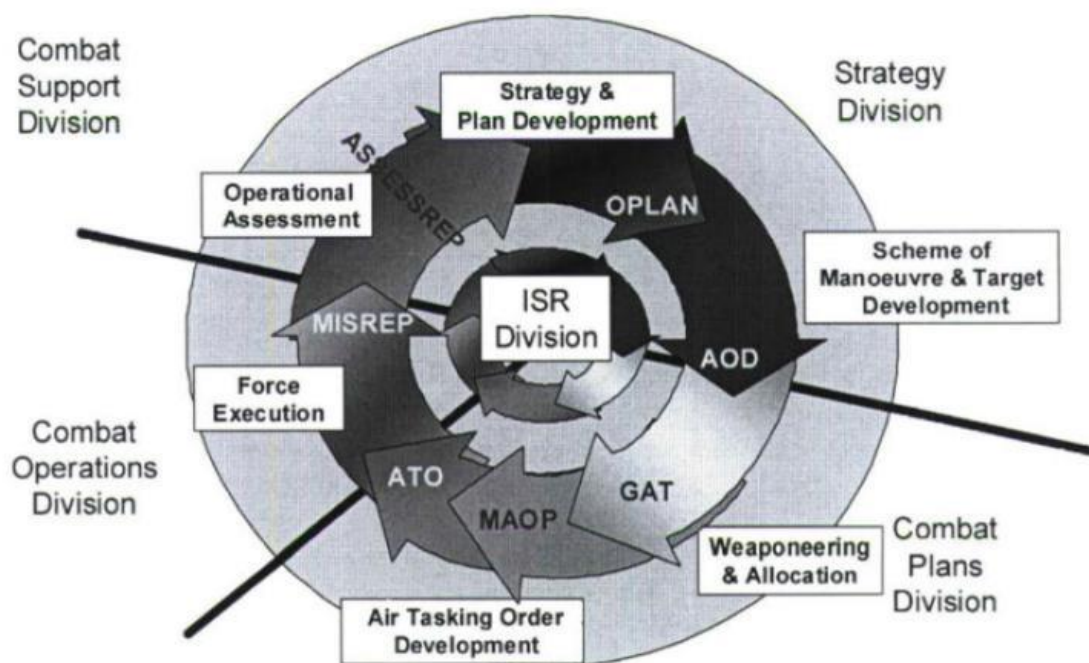 Combat
Support
Division
Strategy &
Plan Development
Strategy
Division
ASSESSREP
Operational
Assessment
OPLAN
Scheme of
Manoeuvre & Target
Development
ISR
Division
MISREP
AOD
Force
Execution
Combat
Operations
Division
ATO
MAOP
GAT
Weaponeering
& Allocation
Combat
Plans
Division
Air Tasking Order
Development